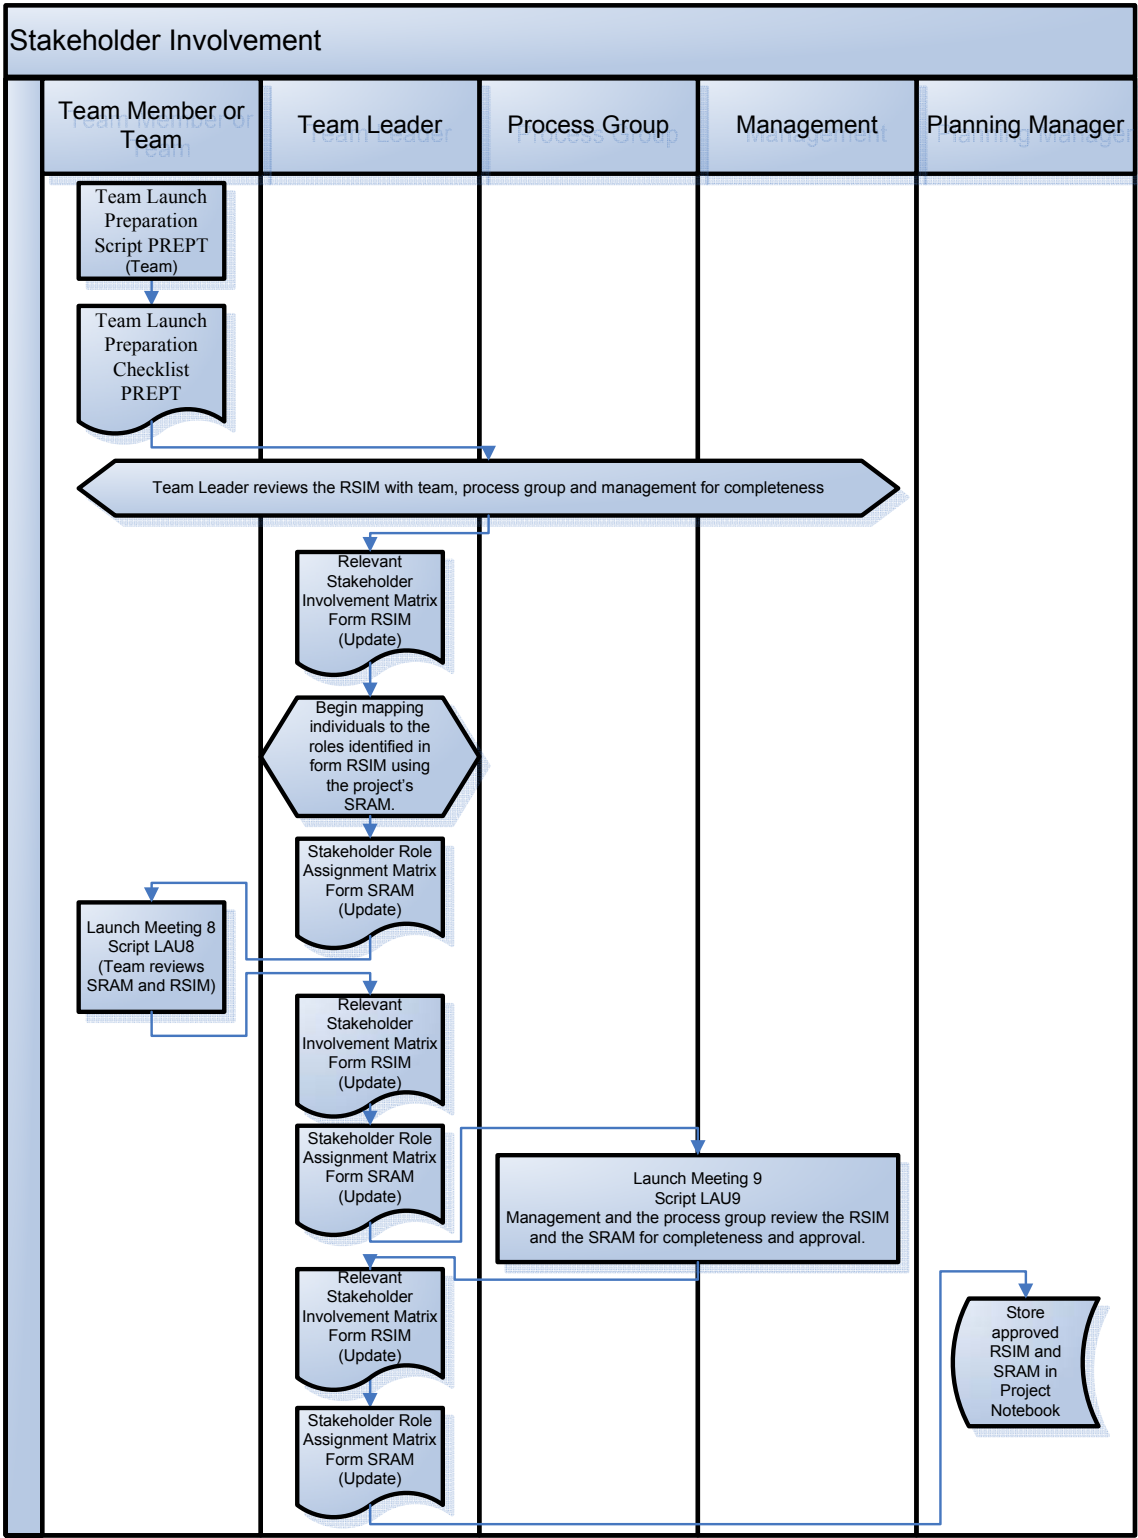 Stakeholder Involvement
Team Member or
Team
Team Leader
Process Group
Management
Planning Manager
Team Launch
Preparation
Script PREPT
(Team)
Team Launch
Preparation
Checklist
PREPT
Team Leader reviews the RSIM with team, process group and management for completeness
Relevant
Stakeholder
Involvement Matrix
Form RSIM
(Update)
Begin mapping
individuals to the
roles identified in
form RSIM using
the project's
SRAM.
Stakeholder Role
Assignment Matrix
Form SRAM
(Update)
Launch Meeting 8
Script LAU8
(Team reviews
SRAM and RSIM)
Relevant
Stakeholder
Involvement Matrix
Form RSIM
(Update)
Stakeholder Role
Assignment Matrix
Form SRAM
(Update)
Launch Meeting 9
Script LAU9
Management and the process group review the RSIM
and the SRAM for completeness and approval.
Relevant
Stakeholder
Involvement Matrix
Form RSIM
(Update)
Store
approved
RSIM and
SRAM in
Project
Notebook
Stakeholder Role
Assignment Matrix
Form SRAM
(Update)